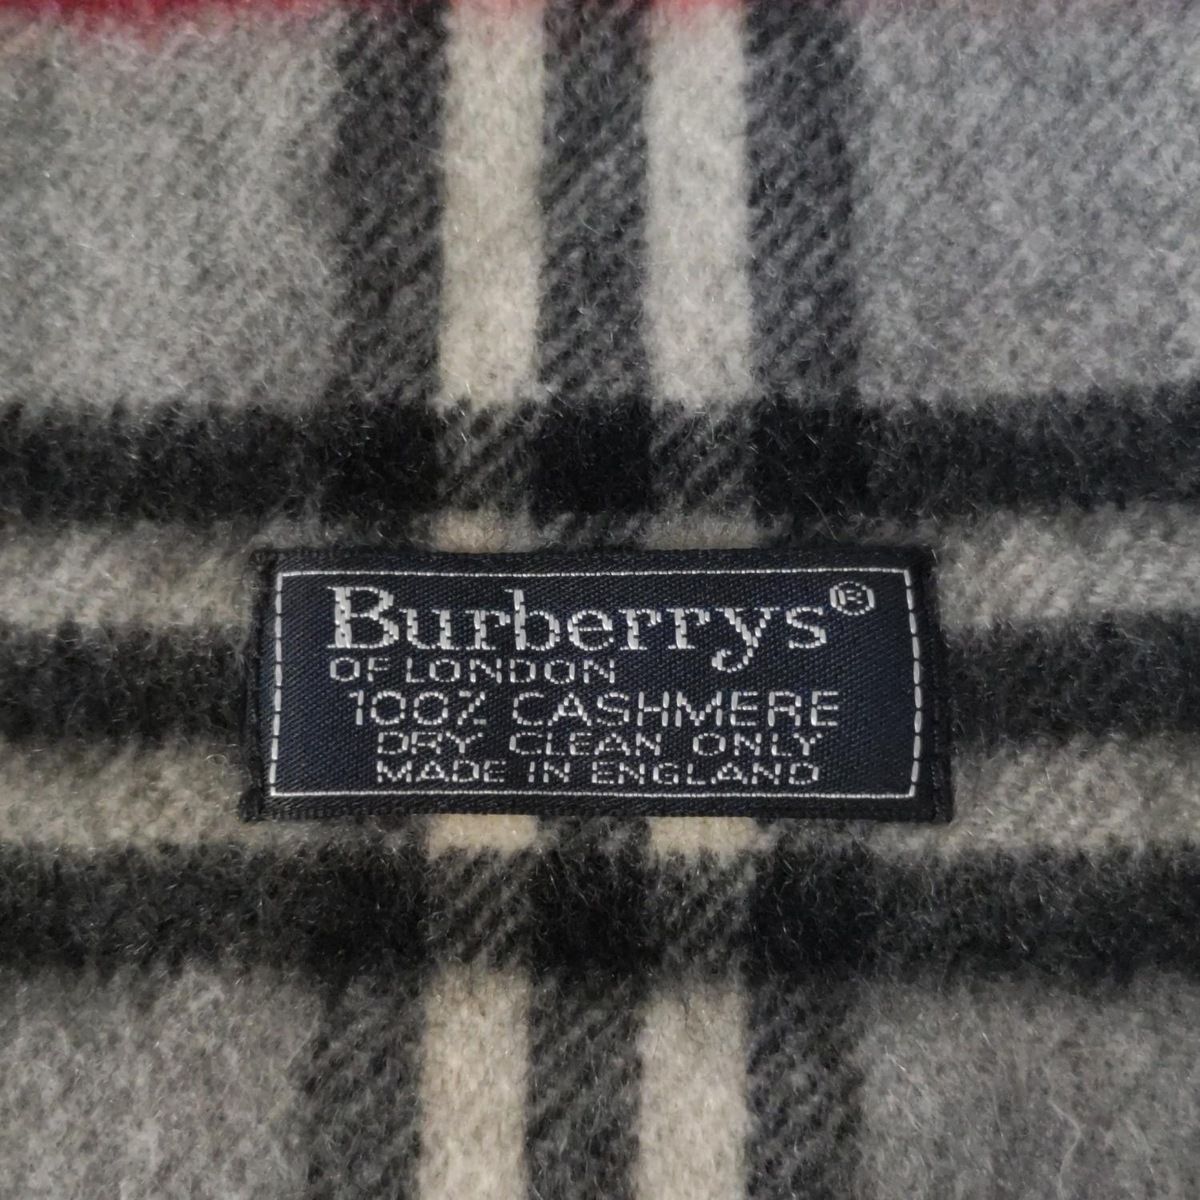 Burberrys®
OF LONDON
100% CASHMERE
DRY CLEAN ONLY
MADE IN ENGLAND